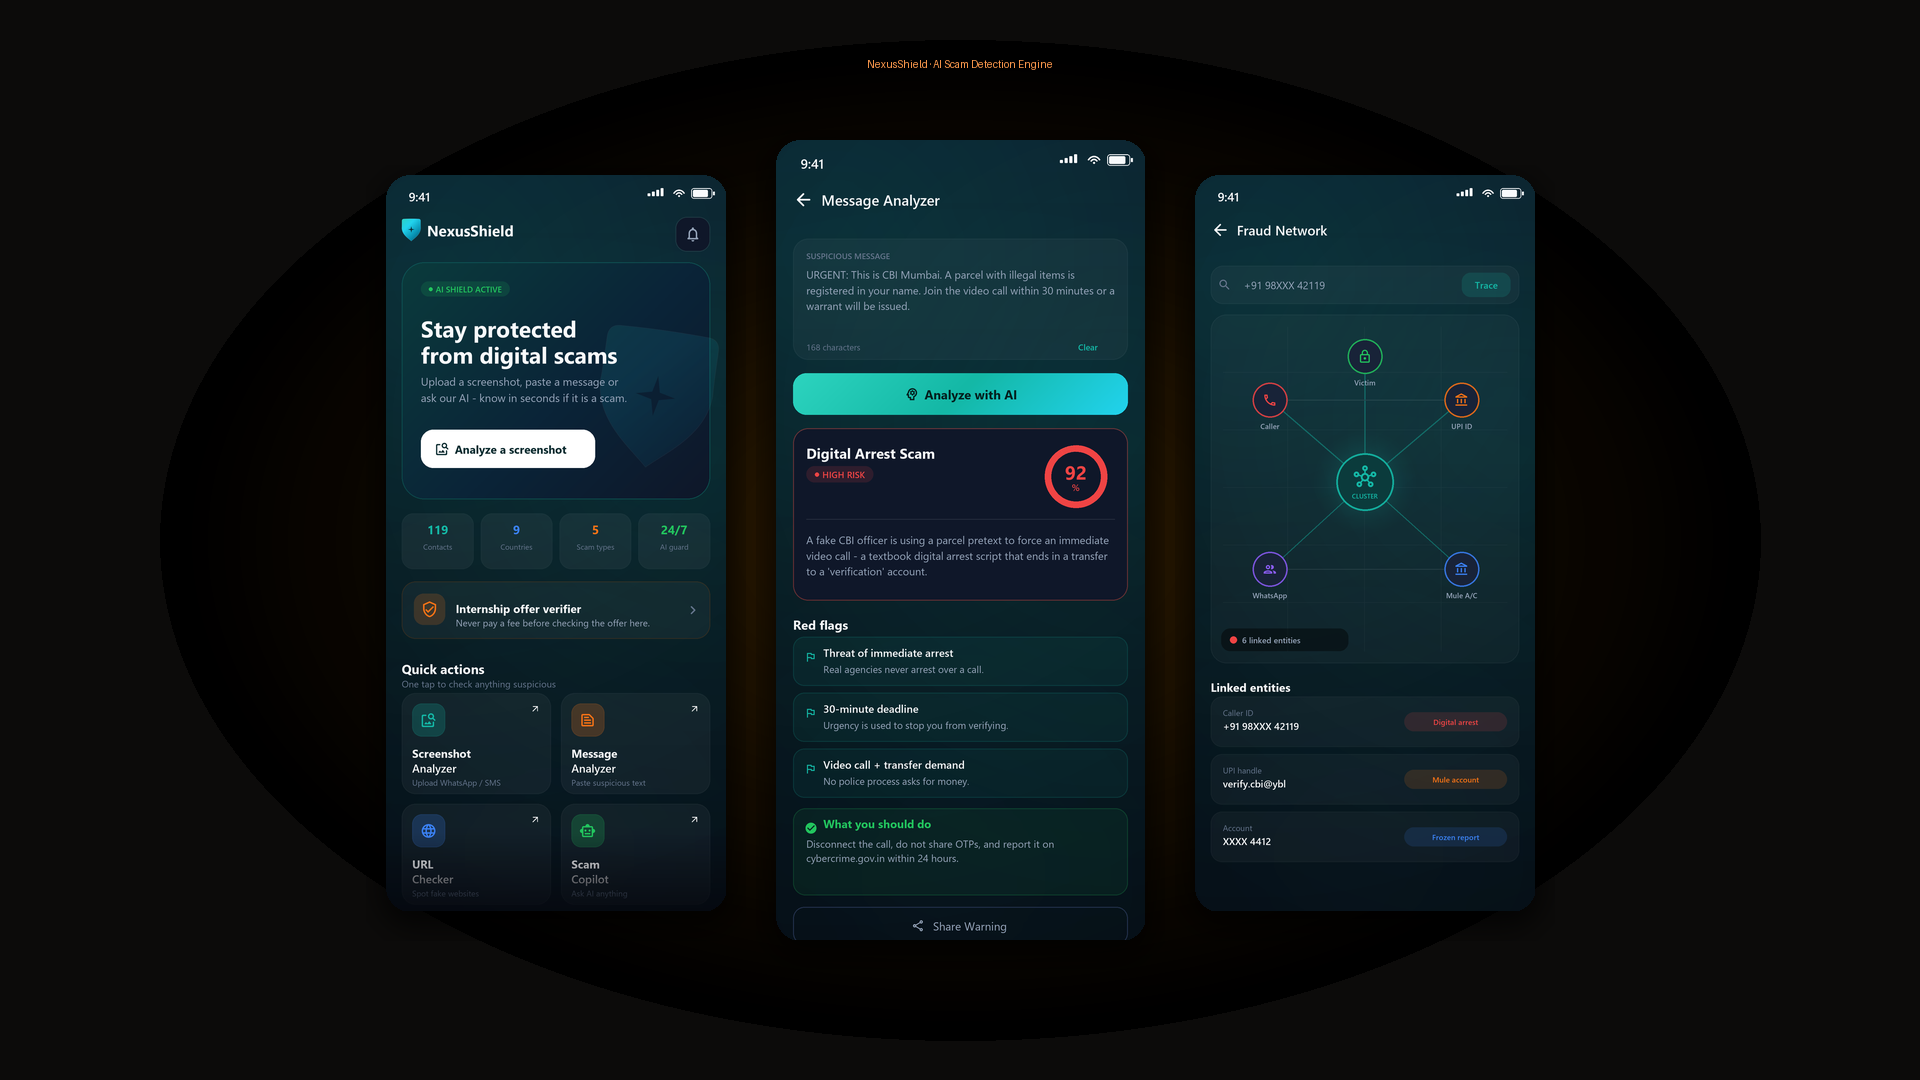 NexusShield · AI Scam Detection Engine
9:41
NexusShield
AI SHIELD ACTIVE
Stay protected
from digital scams
Upload a screenshot, paste a message or
ask our AI - know in seconds if it is a scam.
Analyze a screenshot
119
Contacts
9
Countries
5
Scam types
24/7
AI guard
Internship offer verifier
Never pay a fee before checking the offer here.
Quick actions
One tap to check anything suspicious
Screenshot
Analyzer
Upload WhatsApp / SMS
Message
Analyzer
Paste suspicious text
URL
Checker
Spot fake websites
Scam
Copilot
Ask AI anything
9:41
Message Analyzer
SUSPICIOUS MESSAGE
URGENT: This is CBI Mumbai. A parcel with illegal items is
registered in your name. Join the video call within 30 minutes or a
warrant will be issued.
168 characters
Clear
Analyze with AI
Digital Arrest Scam
HIGH RISK
92
%
A fake CBI officer is using a parcel pretext to force an immediate
video call - a textbook digital arrest script that ends in a transfer
to a 'verification' account.
Red flags
Threat of immediate arrest
Real agencies never arrest over a call.
30-minute deadline
Urgency is used to stop you from verifying.
Video call + transfer demand
No police process asks for money.
What you should do
Disconnect the call, do not share OTPs, and report it on
cybercrime.gov.in within 24 hours.
Share Warning
9:41
Fraud Network
+91 98XXX 42119
Trace
Victim
Caller
UPI ID
CLUSTER
WhatsApp
Mule A/C
6 linked entities
Linked entities
Caller ID
+91 98XXX 42119
Digital arrest
UPI handle
verify.cbi@ybl
Mule account
Account
XXXX 4412
Frozen report